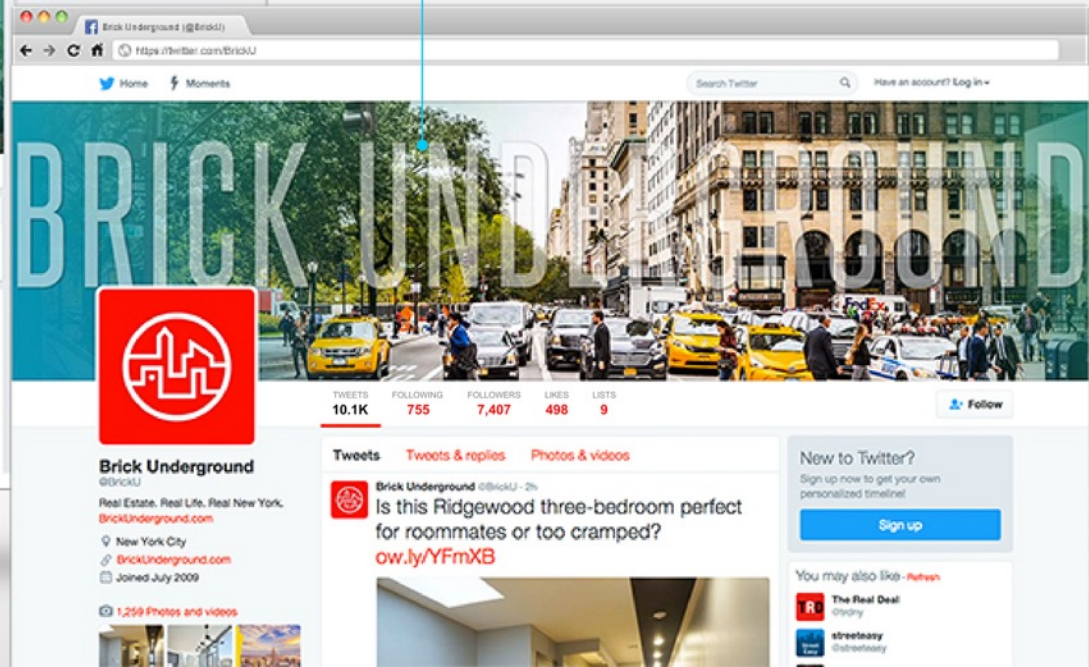 Brick Underground (@BrickU)
https://twitter.com/BrickU
Home Moments
Search Twitter
Have an account? Log in
BRICK UNDERGROUND
FedEx
TWEETS FOLLOWING FOLLOWERS LIKES LISTS
10.1K 755 7,407 498 9
Follow
Brick Underground
@BrickU
Real Estate. Real Life. Real New York.
BrickUnderground.com
New York City
BrickUnderground.com
Joined July 2009
1,259 Photos and videos
Tweets Tweets & replies Photos & videos
Brick Underground @BrickU · 2h
Is this Ridgewood three-bedroom perfect
for roommates or too cramped?
ow.ly/YFmXB
New to Twitter?
Sign up now to get your own
personalized timeline!
Sign up
You may also like · Refresh
TRD
The Real Deal
@trdny
Street
Easy
streeteasy
@streeteasy